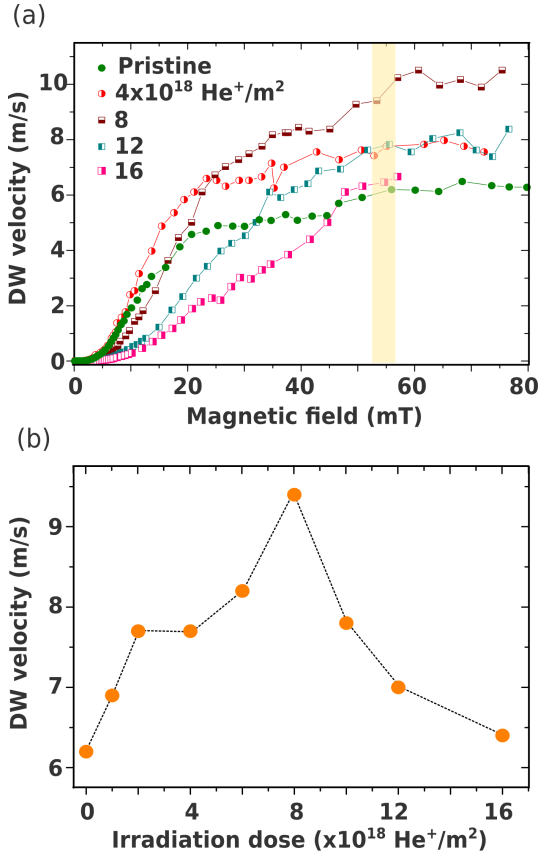 (a)
DW velocity (m/s)
10
8
6
4
2
0
Pristine
4x10¹⁸ He⁺/m²
8
12
16
0 20 40 60 80
Magnetic field (mT)
(b)
DW velocity (m/s)
9
8
7
6
0 4 8 12 16
Irradiation dose (x10¹⁸ He⁺/m²)